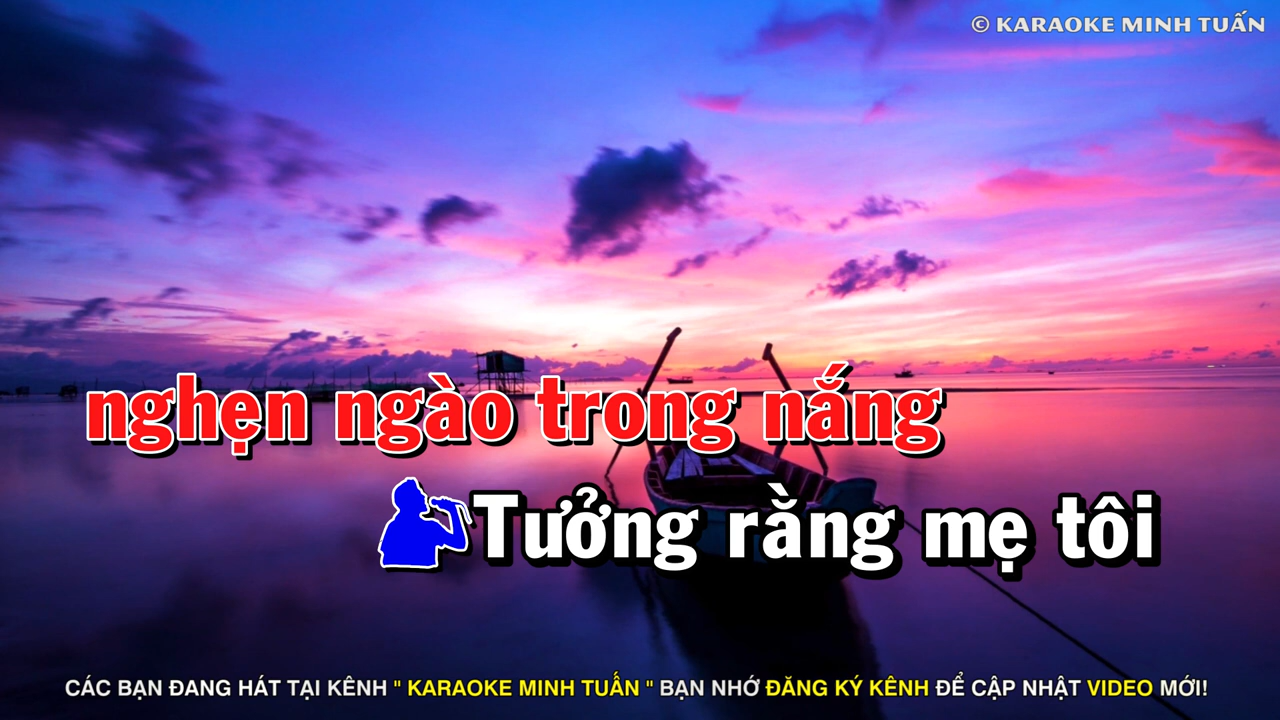 © KARAOKE MINH TUẤN
nghẹn ngào trong nắng
Tưởng rằng mẹ tôi
CÁC BẠN ĐANG HÁT TẠI KÊNH " KARAOKE MINH TUẤN " BẠN NHỚ ĐĂNG KÝ KÊNH ĐỂ CẬP NHẬT VIDEO MỚI!